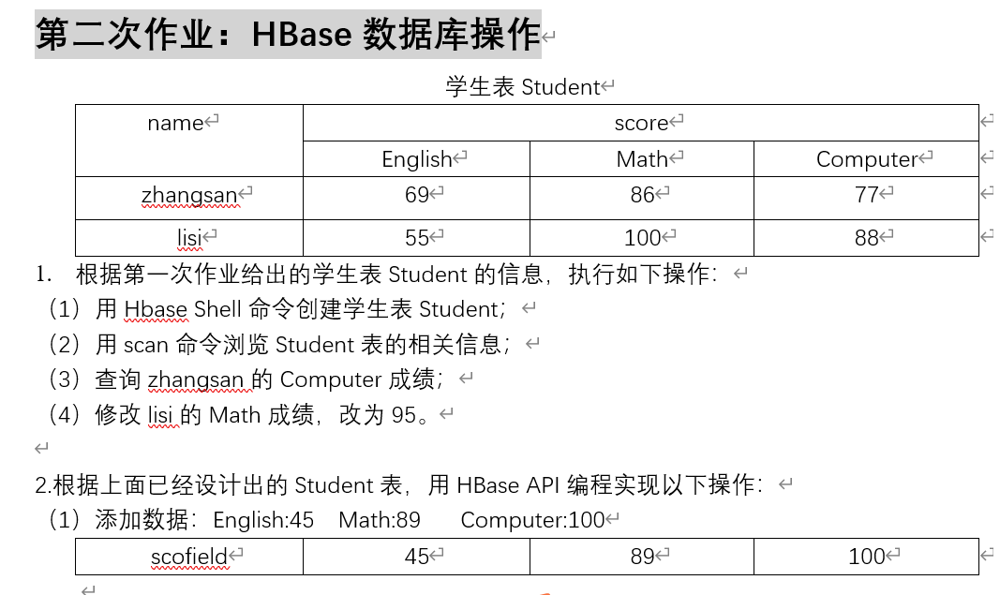 第二次作业：HBase 数据库操作
学生表 Student
name score
English Math Computer
zhangsan 69 86 77
lisi 55 100 88
1. 根据第一次作业给出的学生表 Student 的信息，执行如下操作：
（1）用 Hbase Shell 命令创建学生表 Student；
（2）用 scan 命令浏览 Student 表的相关信息；
（3）查询 zhangsan 的 Computer 成绩；
（4）修改 lisi 的 Math 成绩，改为 95。
2.根据上面已经设计出的 Student 表，用 HBase API 编程实现以下操作：
（1）添加数据：English:45 Math:89 Computer:100
scofield 45 89 100